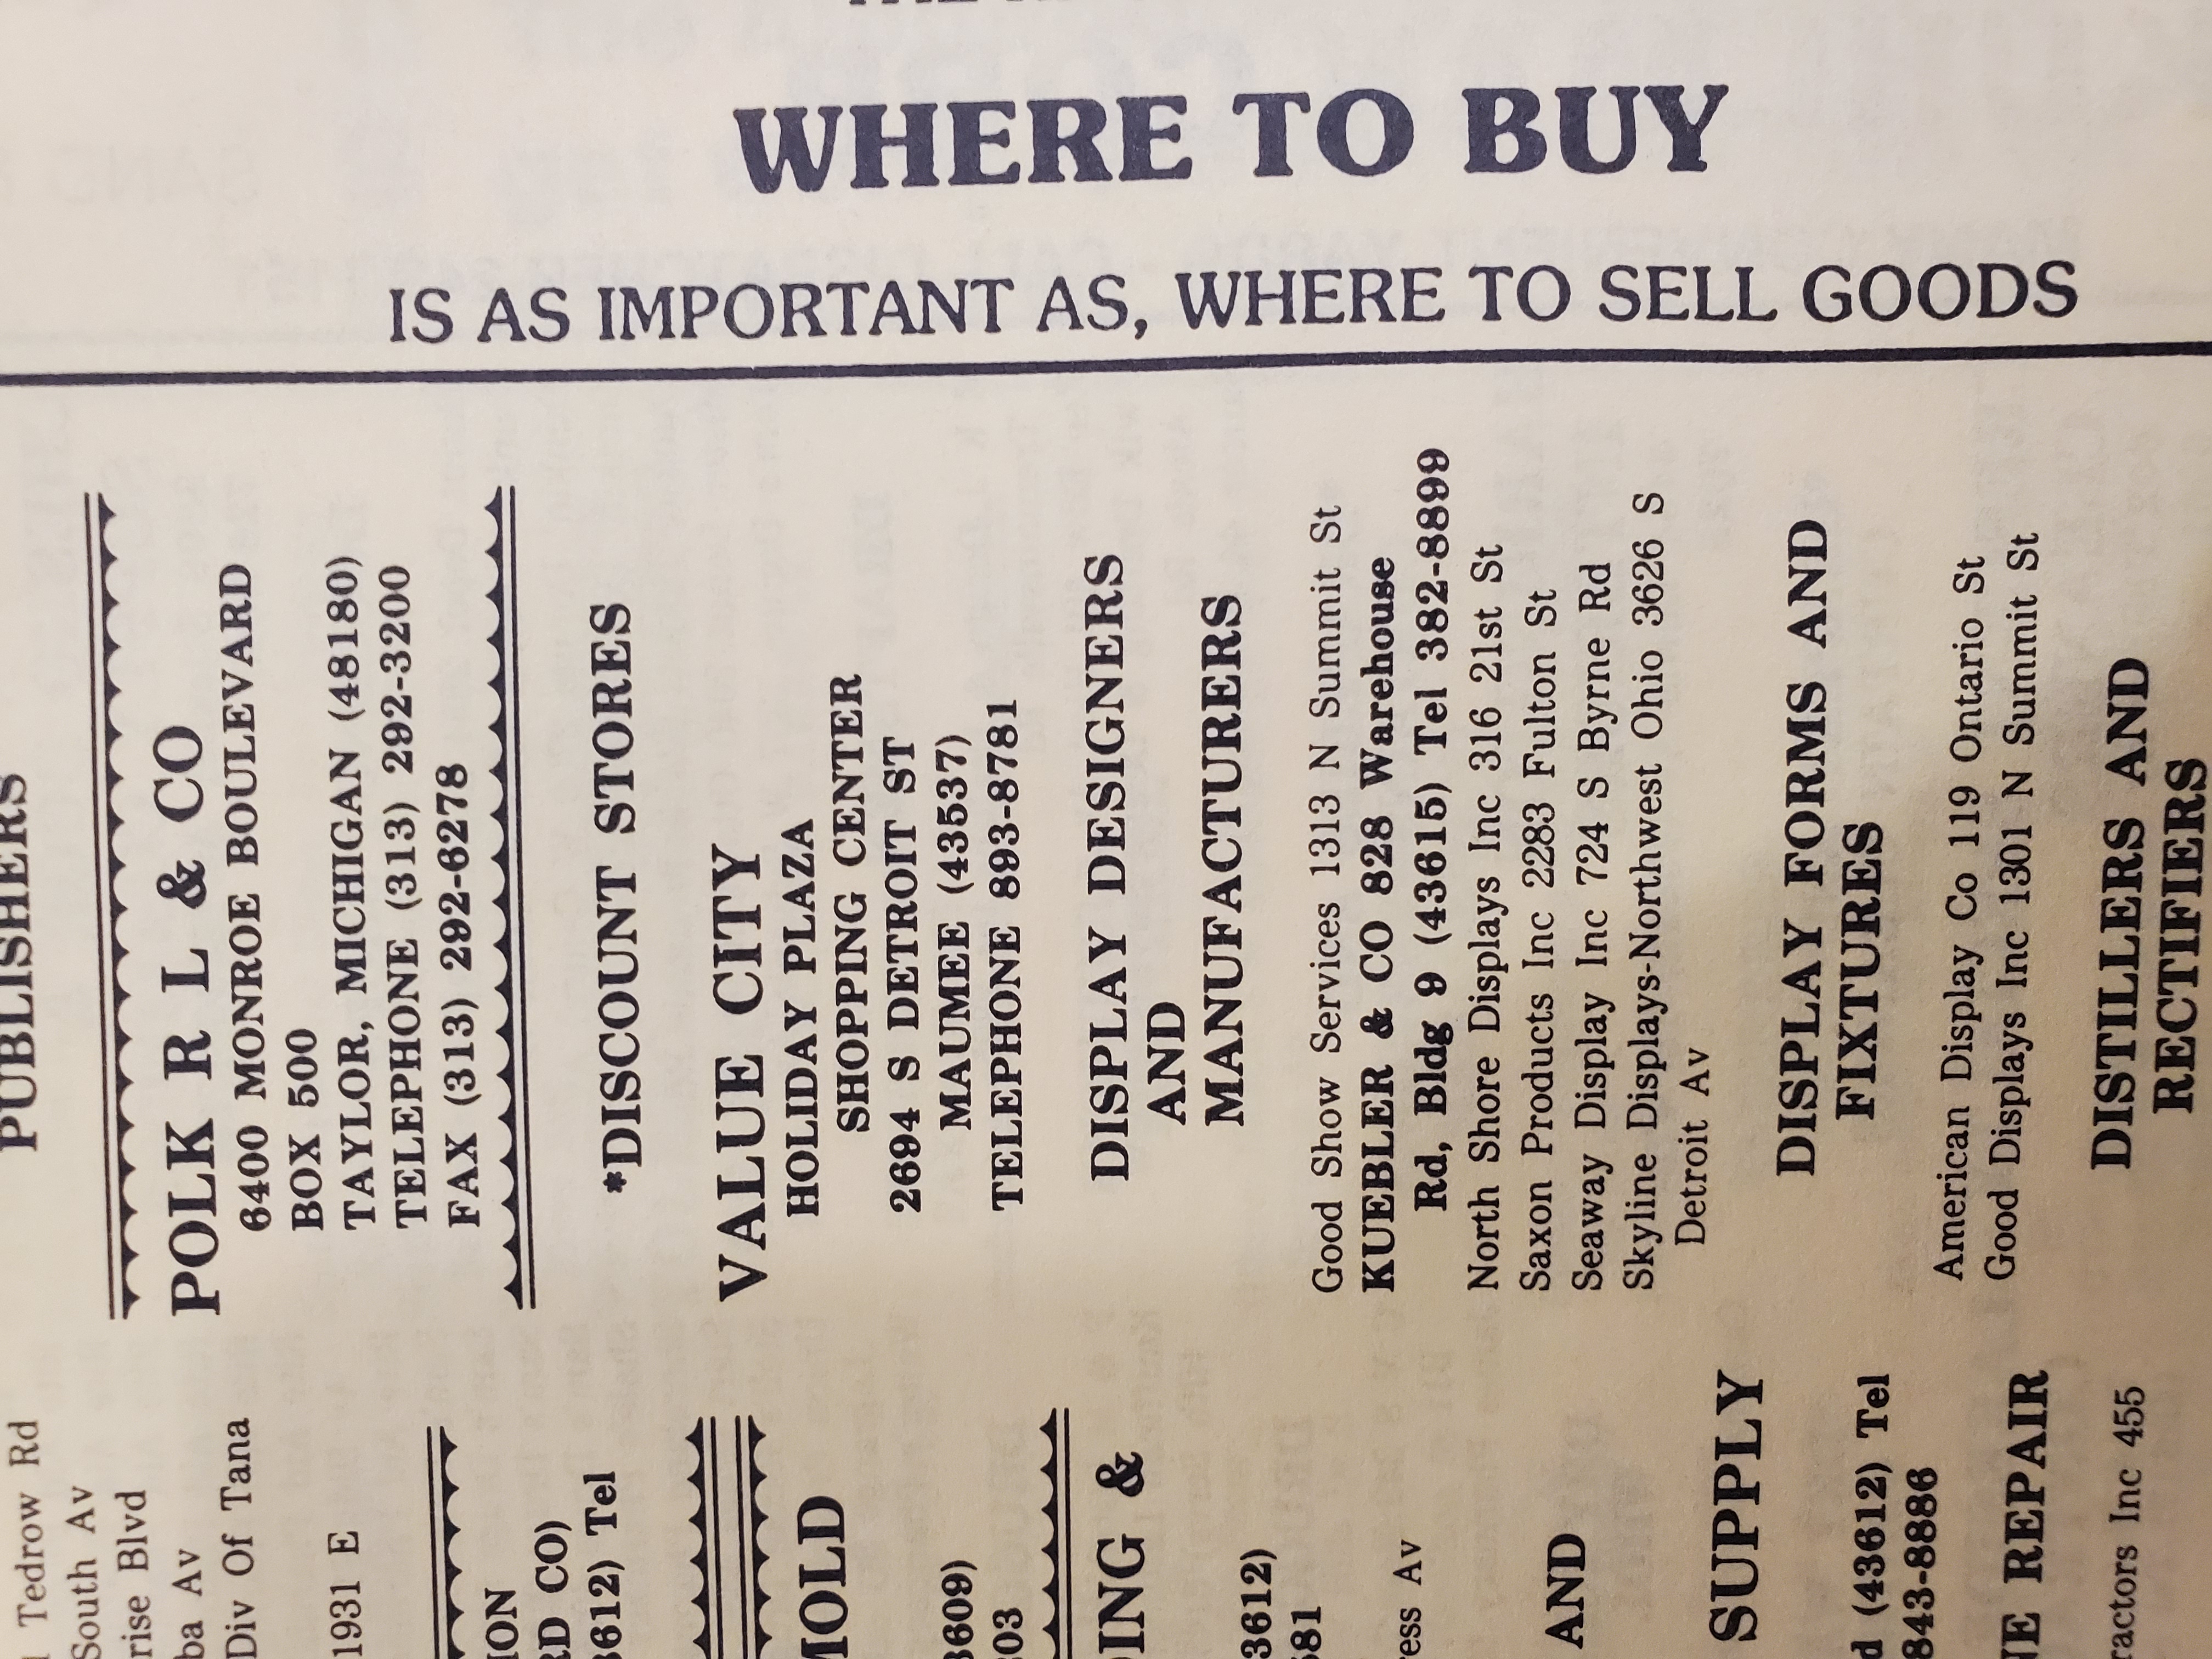 WHERE TO BUY
IS AS IMPORTANT AS, WHERE TO SELL GOODS
PUBLISHERS
POLK R L & CO
6400 MONROE BOULEVARD
BOX 500
TAYLOR, MICHIGAN (48180)
TELEPHONE (313) 292-3200
FAX (313) 292-6278
*DISCOUNT STORES
VALUE CITY
HOLIDAY PLAZA
SHOPPING CENTER
2694 S DETROIT ST
MAUMEE (43537)
TELEPHONE 893-8781
DISPLAY DESIGNERS
AND
MANUFACTURERS
Good Show Services 1313 N Summit St
KUEBLER & CO 828 Warehouse
Rd, Bldg 9 (43615) Tel 382-8899
North Shore Displays Inc 316 21st St
Saxon Products Inc 2283 Fulton St
Seaway Display Inc 724 S Byrne Rd
Skyline Displays-Northwest Ohio 3626 S
Detroit Av
DISPLAY FORMS AND
FIXTURES
American Display Co 119 Ontario St
Good Displays Inc 1301 N Summit St
DISTILLERS AND
RECTIFIERS
Tedrow Rd
South Av
rise Blvd
ba Av
Div Of Tana
1931 E
ION
RD CO)
3612) Tel
MOLD
3609)
203
DING &
3612)
581
ress Av
AND
SUPPLY
d (43612) Tel
843-8886
NE REPAIR
ractors Inc 455